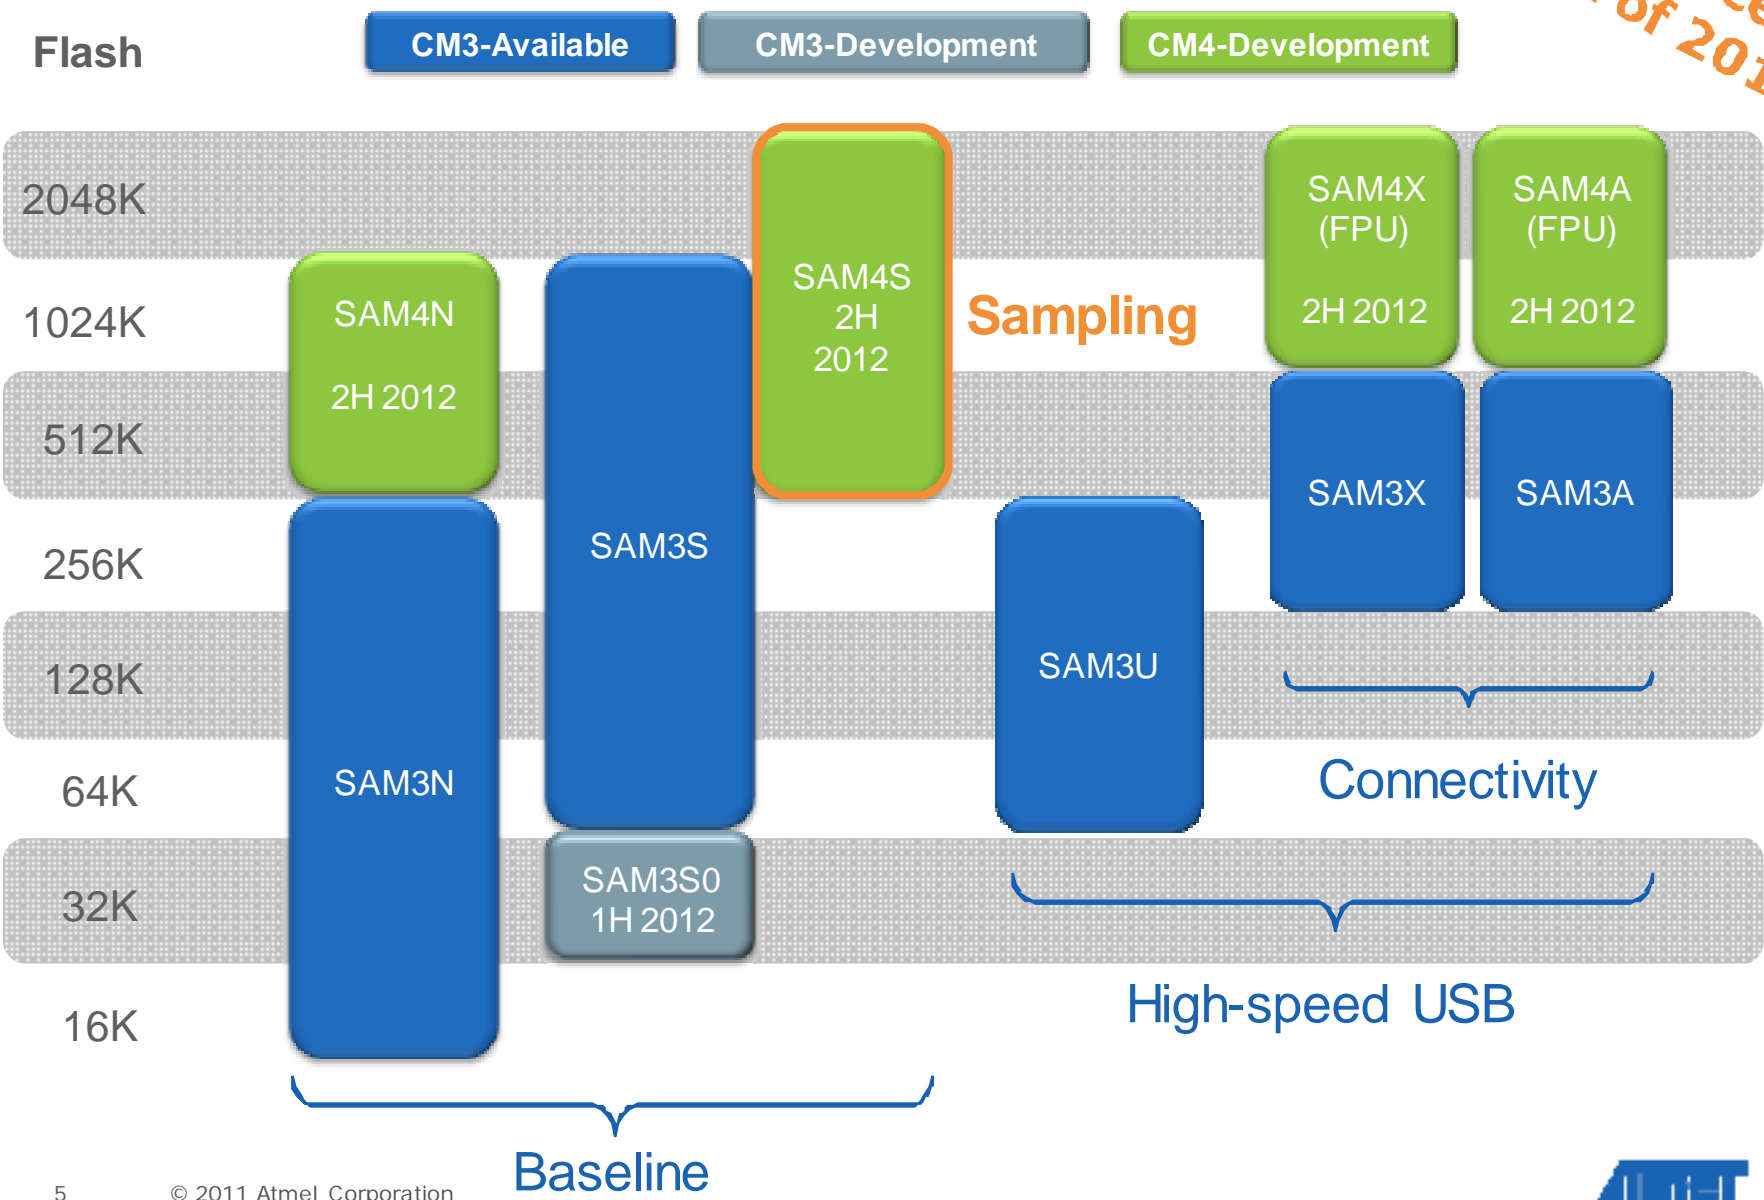 of 201
Flash
CM3-Available
CM3-Development
CM4-Development
2048K
1024K
512K
256K
128K
64K
32K
16K
SAM4N
2H 2012
SAM3N
SAM3S
SAM3S0
1H 2012
SAM4S
2H
2012
Sampling
SAM3U
SAM4X
(FPU)
2H 2012
SAM4A
(FPU)
2H 2012
SAM3X
SAM3A
Connectivity
High-speed USB
Baseline
5
© 2011 Atmel Corporation